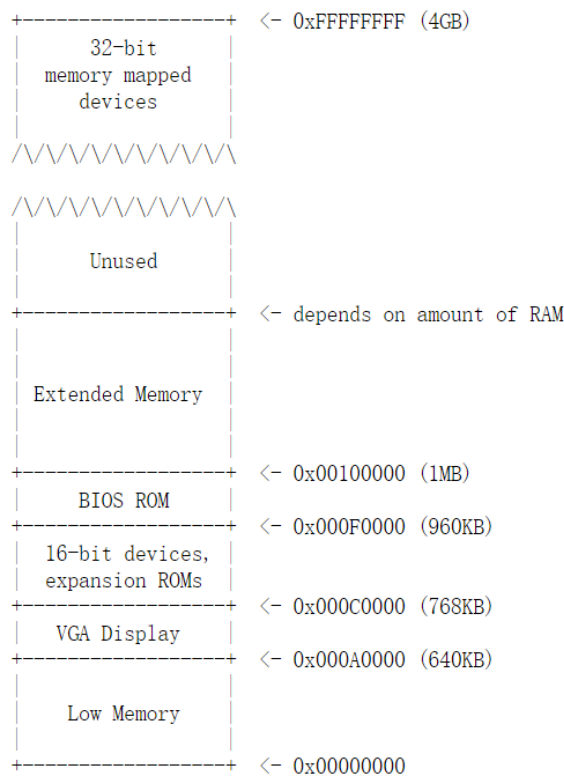 +------------------+  <- 0xFFFFFFFF (4GB)
|      32-bit      |
|  memory mapped   |
|     devices      |
|                  |
/\/\/\/\/\/\/\/\/\/\

/\/\/\/\/\/\/\/\/\/\
|                  |
|      Unused      |
|                  |
+------------------+  <- depends on amount of RAM
|                  |
|                  |
| Extended Memory  |
|                  |
|                  |
+------------------+  <- 0x00100000 (1MB)
|     BIOS ROM     |
+------------------+  <- 0x000F0000 (960KB)
|  16-bit devices, |
|  expansion ROMs  |
+------------------+  <- 0x000C0000 (768KB)
|   VGA Display    |
+------------------+  <- 0x000A0000 (640KB)
|                  |
|    Low Memory    |
|                  |
+------------------+  <- 0x00000000